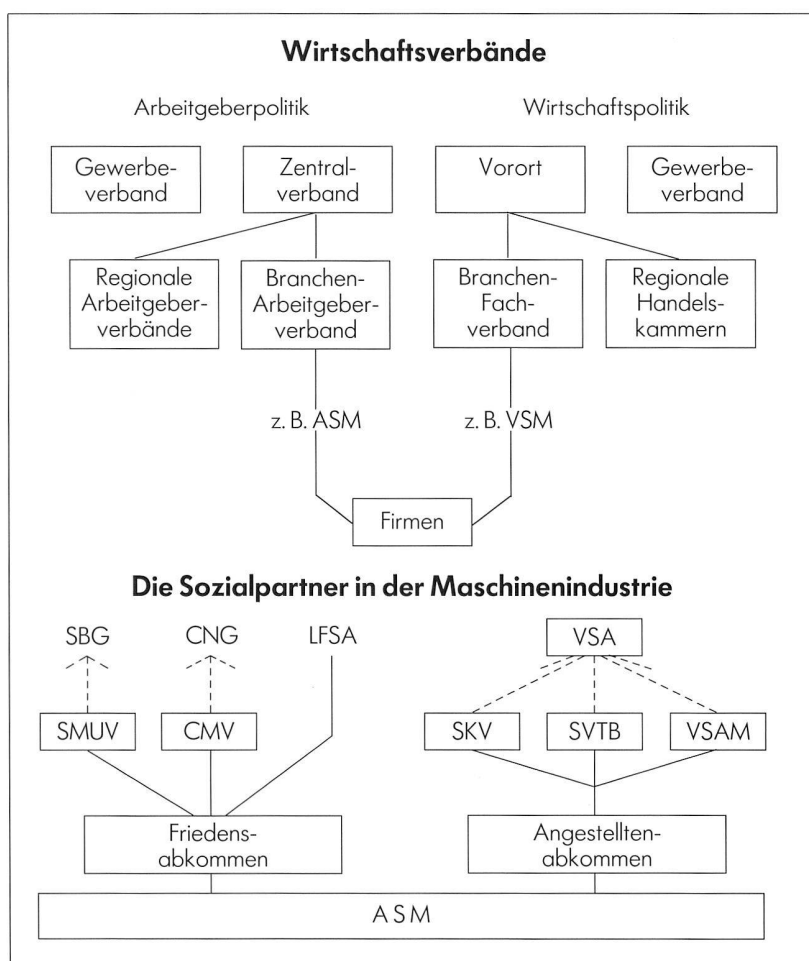 Wirtschaftsverbände
Arbeitgeberpolitik
Wirtschaftspolitik
Gewerbe-
verband
Zentral-
verband
Vorort
Gewerbe-
verband
Regionale
Arbeitgeber-
verbände
Branchen-
Arbeitgeber-
verband
Branchen-
Fach-
verband
Regionale
Handels-
kammern
z. B. ASM
z. B. VSM
Firmen
Die Sozialpartner in der Maschinenindustrie
SBG
CNG
LFSA
VSA
SMUV
CMV
SKV
SVTB
VSAM
Friedens-
abkommen
Angestellten-
abkommen
ASM